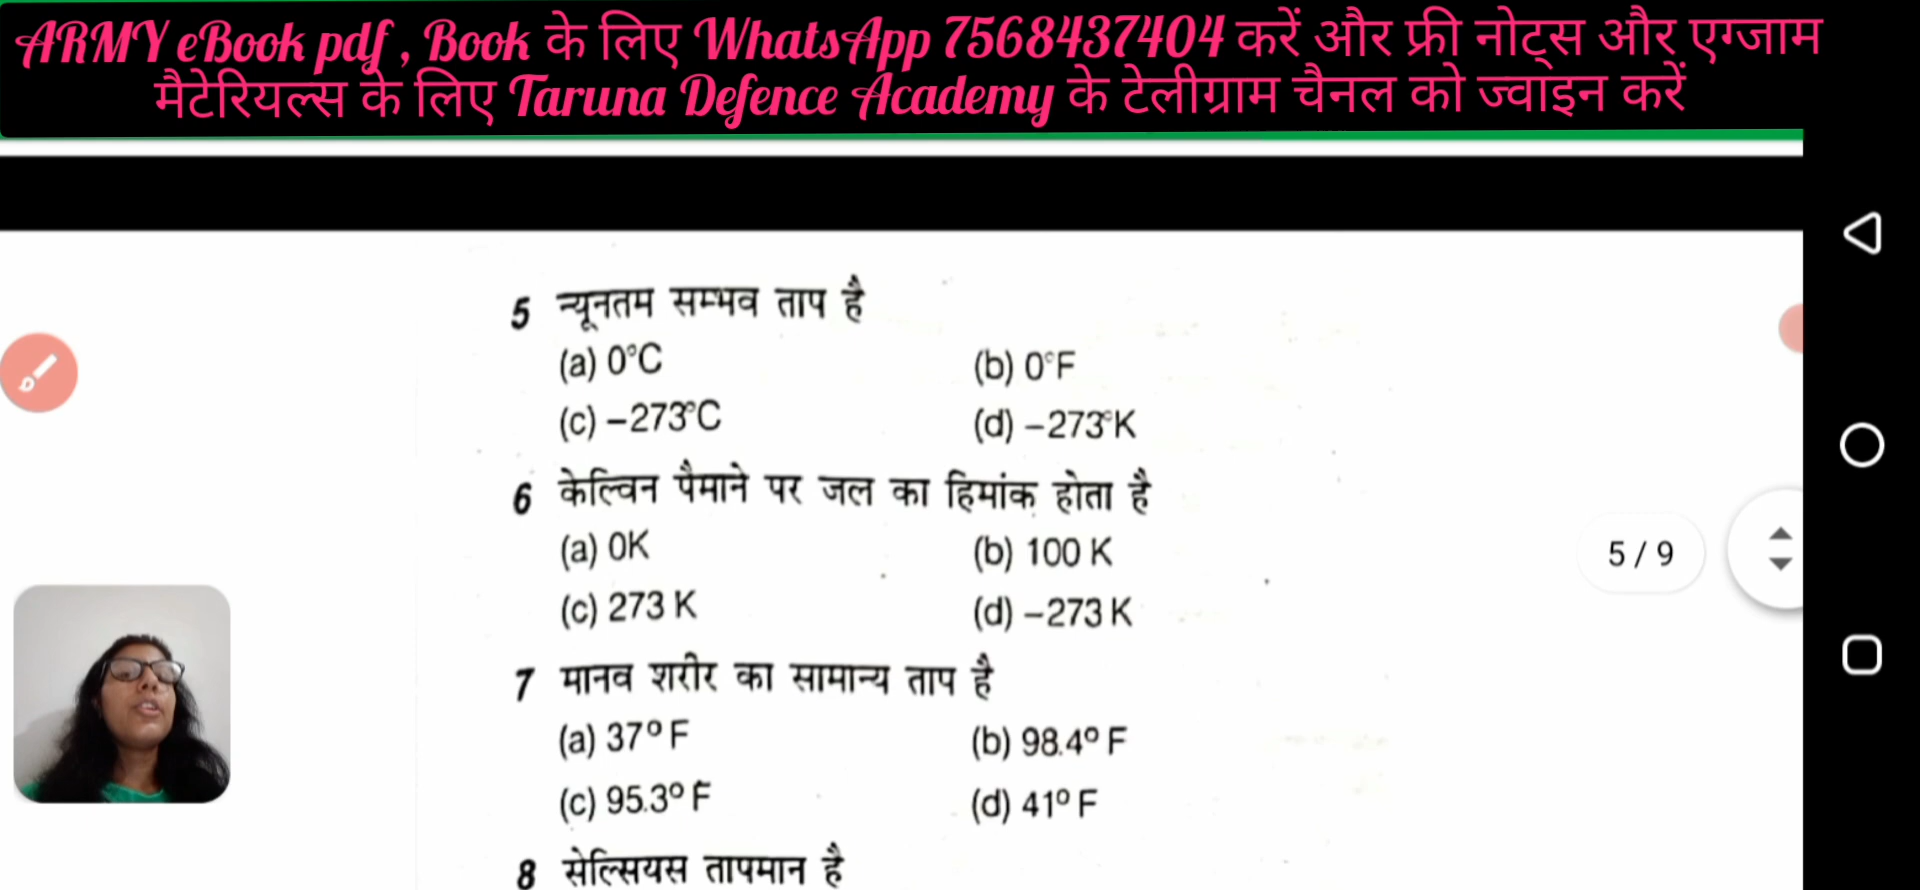 ARMY eBook pdf , Book के लिए WhatsApp 7568437404 करें और फ्री नोट्स और एग्जाम
मैटेरियल्स के लिए Taruna Defence Academy के टेलीग्राम चैनल को ज्वाइन करें
5 न्यूनतम सम्भव ताप है
(a) 0°C (b) 0°F
(c) –273°C (d) –273°K
6 केल्विन पैमाने पर जल का हिमांक होता है
(a) 0K (b) 100 K
(c) 273 K (d) –273 K
5 / 9
7 मानव शरीर का सामान्य ताप है
(a) 37° F (b) 98.4° F
(c) 95.3° F (d) 41° F
8 सेल्सियस तापमान है